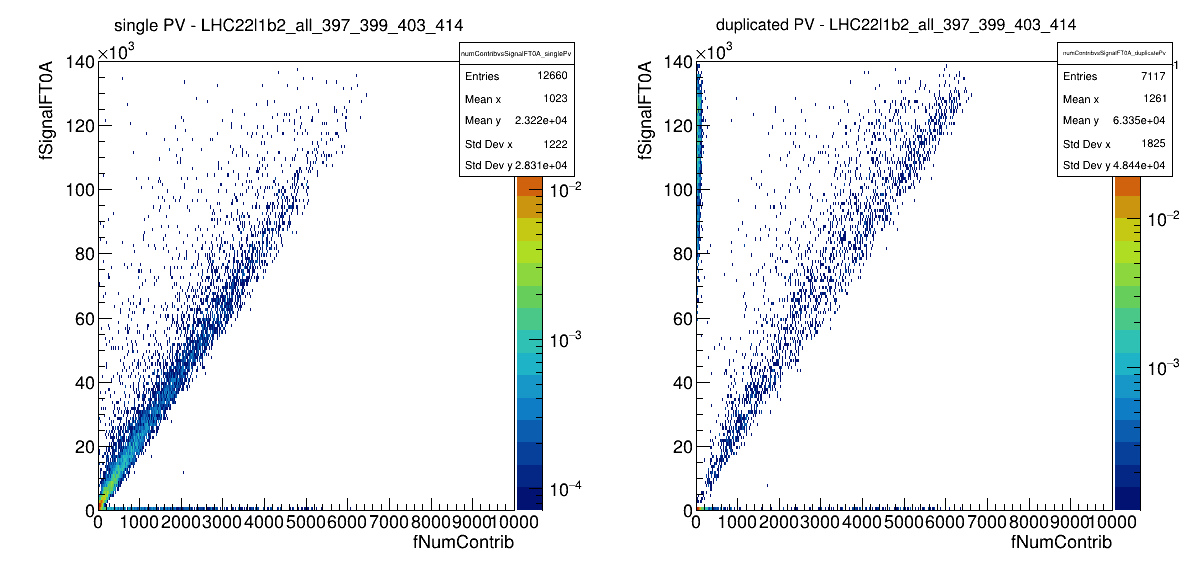 single PV - LHC22l1b2_all_397_399_403_414
×10³
fSignalFT0A
140
120
100
80
60
40
20
0
0 1000 2000 3000 4000 5000 6000 7000 8000 9000 10000
fNumContrib
numContribvsSignalFT0A_singlePv
Entries 12660
Mean x 1023
Mean y 2.322e+04
Std Dev x 1222
Std Dev y 2.831e+04
10⁻²
10⁻³
10⁻⁴
duplicated PV - LHC22l1b2_all_397_399_403_414
×10³
fSignalFT0A
140
120
100
80
60
40
20
0
0 1000 2000 3000 4000 5000 6000 7000 8000 9000 10000
fNumContrib
numContribvsSignalFT0A_duplicatePv
Entries 7117
Mean x 1261
Mean y 6.335e+04
Std Dev x 1825
Std Dev y 4.844e+04
1
10⁻²
10⁻³